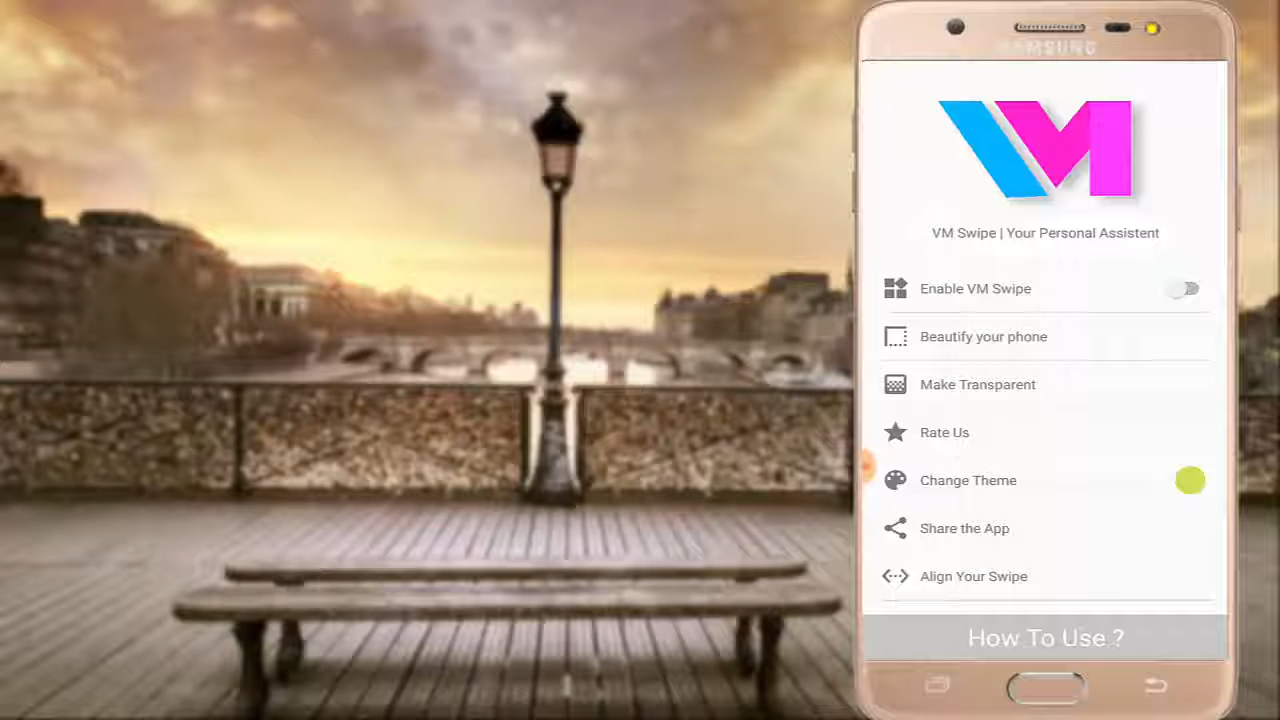 SAMSUNG
VM
VM Swipe | Your Personal Assistent
Enable VM Swipe
Beautify your phone
Make Transparent
Rate Us
Change Theme
Share the App
Align Your Swipe
How To Use ?